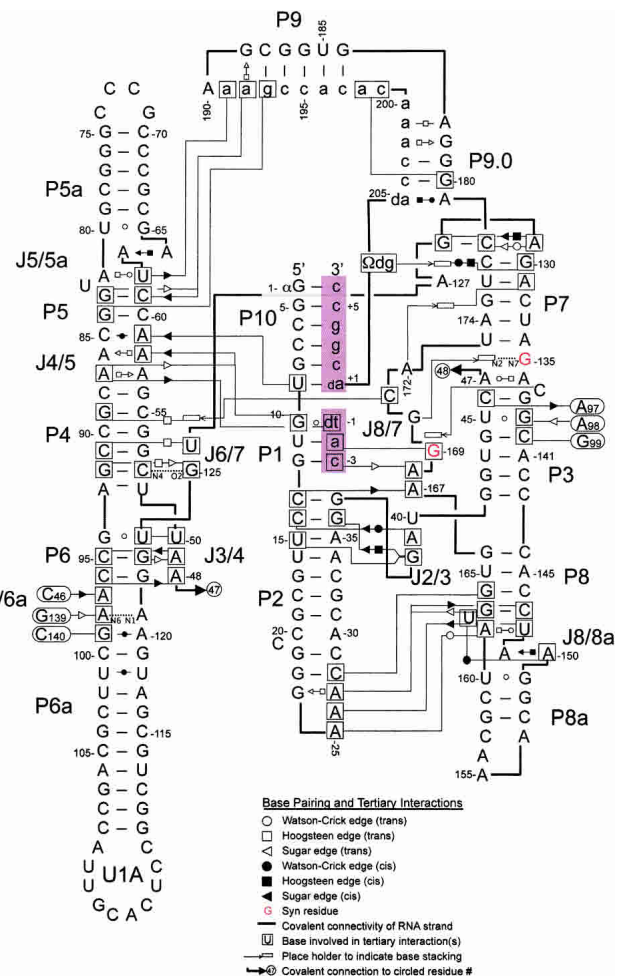 P9
-185
G C G G U G
A a a g c c a c a c
190-
195-
200-
a
a
a
c
c
A
G
G
G
-180
P9.0
205-
da
A
C C
C G
G C
G C
G C
G G
C C
G G
U G
75-
-70
P5a
80-
-65
A A
J5/5a
A U
U
G C
G C
P5
-60
C A
85-
A A
J4/5
A G
G C
-55
C G
90-
P4
C G
G C
A U
U
J6/7
G
-125
N4 O2
G U U
-50
P6
95-
C G A
C G A
-48
J3/4
47
/6a
C46
G139
C140
A
A
G
N6 N1
A
A
-120
100-
P6a
-115
105-
U1A
5' 3'
1-
α
G c
5-
G c
+5
C g
C g
G c
U da
+1
P10
10-
G dt
-1
U a
G c
-3
P1
15-
P2
-35
-30
20-
C
C
A
A
A
-25
Ωdg
G C A
C G
-130
A-127
G A
P7
174-
U U
A A
G
-135
N2 N7
A
172-
C
J8/7
G
G
-169
A
A
-167
48
47-
A G
C
C G
45-
U G
A97
A98
G99
-141
P3
40-
U
A
G
J2/3
165-
-145
P8
U
J8/8a
A
A
-150
160-
P8a
155-
Base Pairing and Tertiary Interactions
Watson-Crick edge (trans)
Hoogsteen edge (trans)
Sugar edge (trans)
Watson-Crick edge (cis)
Hoogsteen edge (cis)
Sugar edge (cis)
G Syn residue
Covalent connectivity of RNA strand
U Base involved in tertiary interaction(s)
Place holder to indicate base stacking
47 Covalent connection to circled residue #